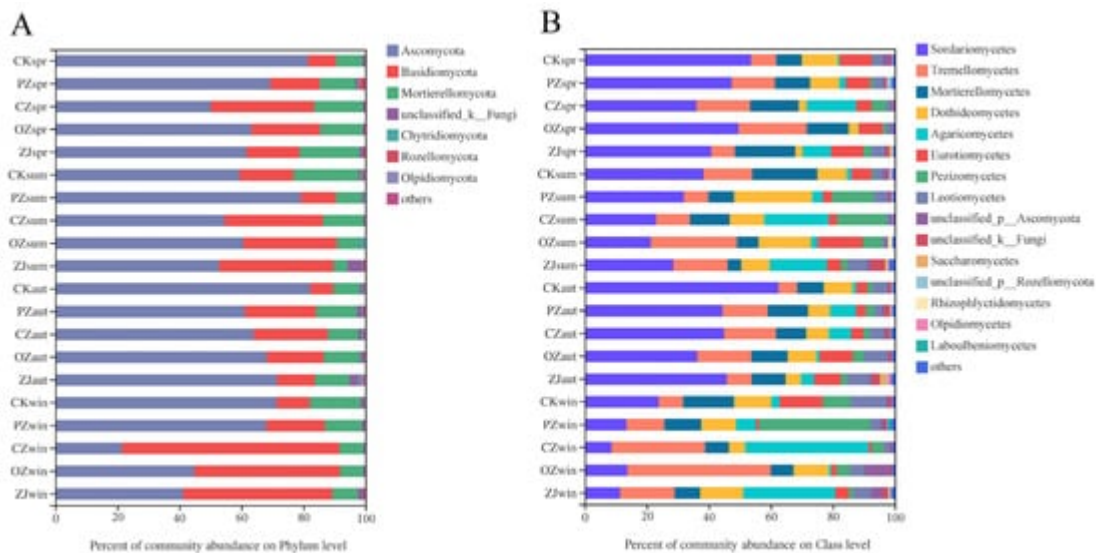 A
CKspr
PZspr
CZspr
OZspr
ZJspr
CKsum
PZsum
CZsum
OZsum
ZJsum
CKaut
PZaut
CZaut
OZaut
ZJaut
CKwin
PZwin
CZwin
OZwin
ZJwin
0 20 40 60 80 100
Percent of community abundance on Phylum level
Ascomycota
Basidiomycota
Mortierellomycota
unclassified_k__Fungi
Chytridiomycota
Rozellomycota
Olpidiomycota
others
B
CKspr
PZspr
CZspr
OZspr
ZJspr
CKsum
PZsum
CZsum
OZsum
ZJsum
CKaut
PZaut
CZaut
OZaut
ZJaut
CKwin
PZwin
CZwin
OZwin
ZJwin
0 20 40 60 80 100
Percent of community abundance on Class level
Sordariomycetes
Tremellomycetes
Mortierellomycetes
Dothideomycetes
Agaricomycetes
Eurotiomycetes
Pezizomycetes
Leotiomycetes
unclassified_p__Ascomycota
unclassified_k__Fungi
Saccharomycetes
unclassified_p__Rozellomycota
Rhizophlyctidomycetes
Olpidiomycetes
Laboulbeniomycetes
others